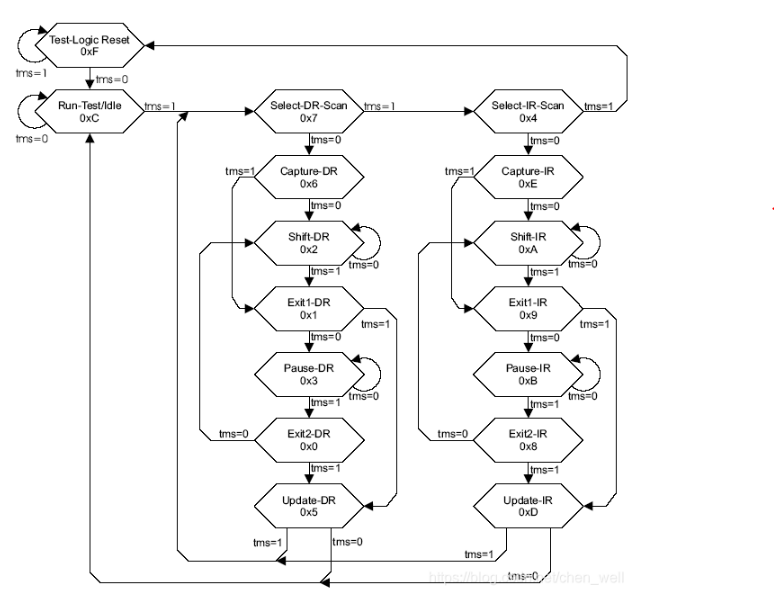 Test-Logic Reset
0xF
tms=1
tms=0
Run-Test/Idle
0xC
tms=1
tms=0
Select-DR-Scan
0x7
tms=1
Select-IR-Scan
0x4
tms=1
tms=0
tms=0
tms=1
Capture-DR
0x6
tms=1
Capture-IR
0xE
tms=0
tms=0
Shift-DR
0x2
tms=0
Shift-IR
0xA
tms=0
tms=1
tms=1
Exit1-DR
0x1
tms=1
Exit1-IR
0x9
tms=1
tms=0
tms=0
Pause-DR
0x3
tms=0
Pause-IR
0xB
tms=0
tms=1
tms=1
tms=0
Exit2-DR
0x0
tms=0
Exit2-IR
0x8
tms=1
tms=1
Update-DR
0x5
Update-IR
0xD
tms=1
tms=0
tms=1
tms=0